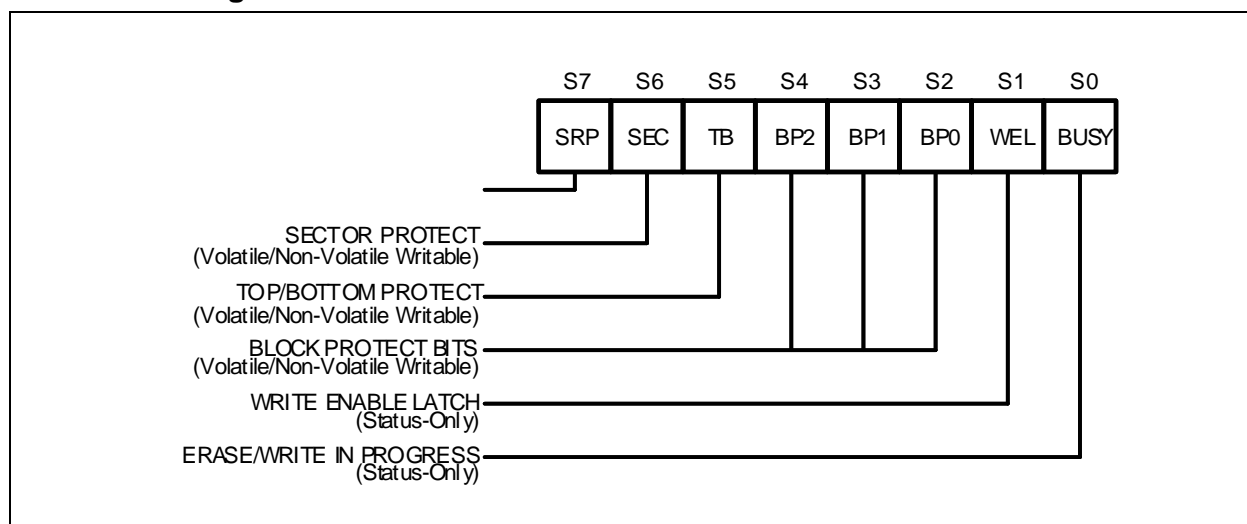 S7 S6 S5 S4 S3 S2 S1 S0
SRP SEC TB BP2 BP1 BP0 WEL BUSY
SECTOR PROTECT
(Volatile/Non-Volatile Writable)
TOP/BOTTOM PROTECT
(Volatile/Non-Volatile Writable)
BLOCK PROTECT BITS
(Volatile/Non-Volatile Writable)
WRITE ENABLE LATCH
(Status-Only)
ERASE/WRITE IN PROGRESS
(Status-Only)